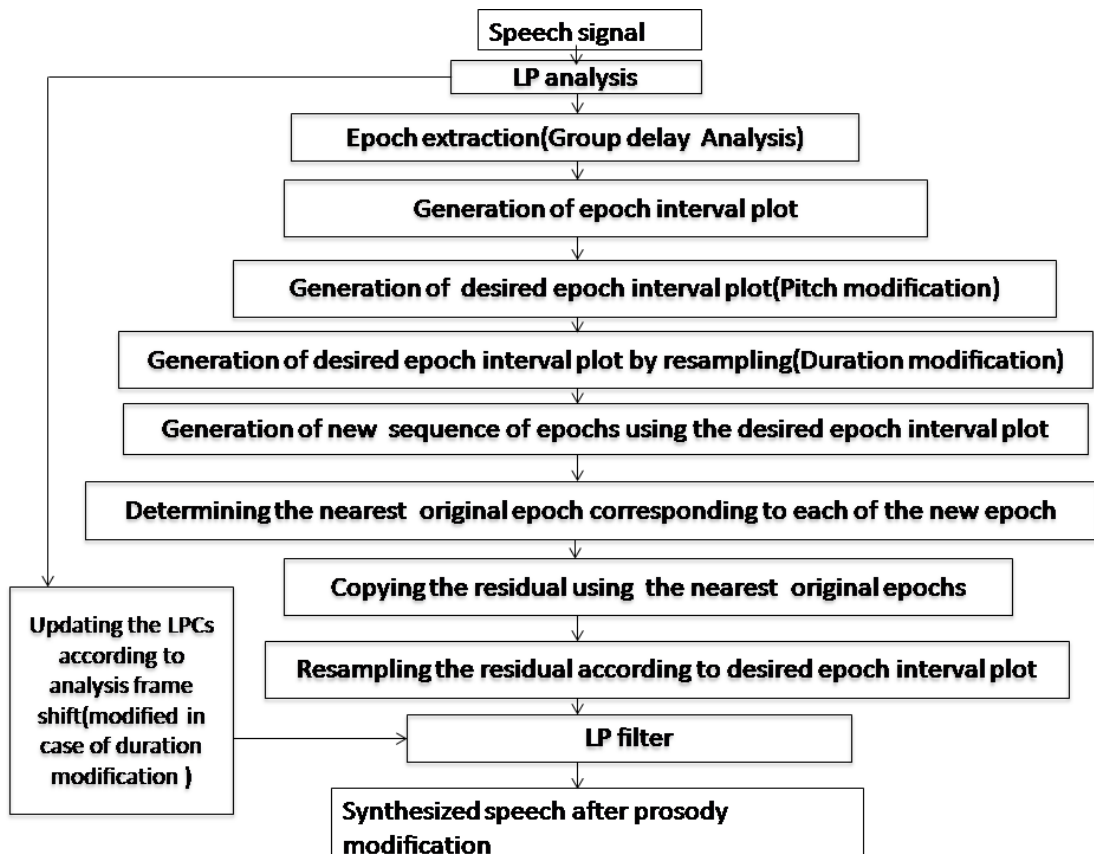 Speech signal
LP analysis
Epoch extraction(Group delay Analysis)
Generation of epoch interval plot
Generation of desired epoch interval plot(Pitch modification)
Generation of desired epoch interval plot by resampling(Duration modification)
Generation of new sequence of epochs using the desired epoch interval plot
Determining the nearest original epoch corresponding to each of the new epoch
Copying the residual using the nearest original epochs
Resampling the residual according to desired epoch interval plot
Updating the LPCs
according to
analysis frame
shift(modified in
case of duration
modification )
LP filter
Synthesized speech after prosody
modification